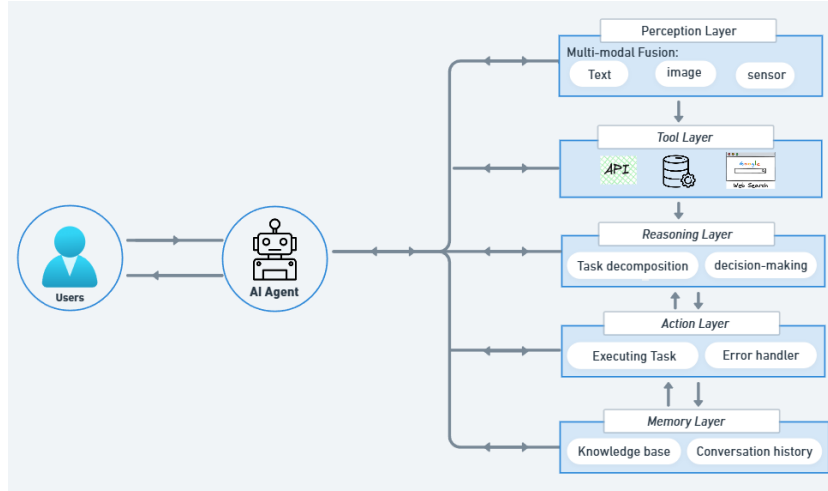 Perception Layer
Multi-modal Fusion:
Text
image
sensor
Tool Layer
API
Google
Web Search
Reasoning Layer
Task decomposition
decision-making
Users
AI Agent
Action Layer
Executing Task
Error handler
Memory Layer
Knowledge base
Conversation history